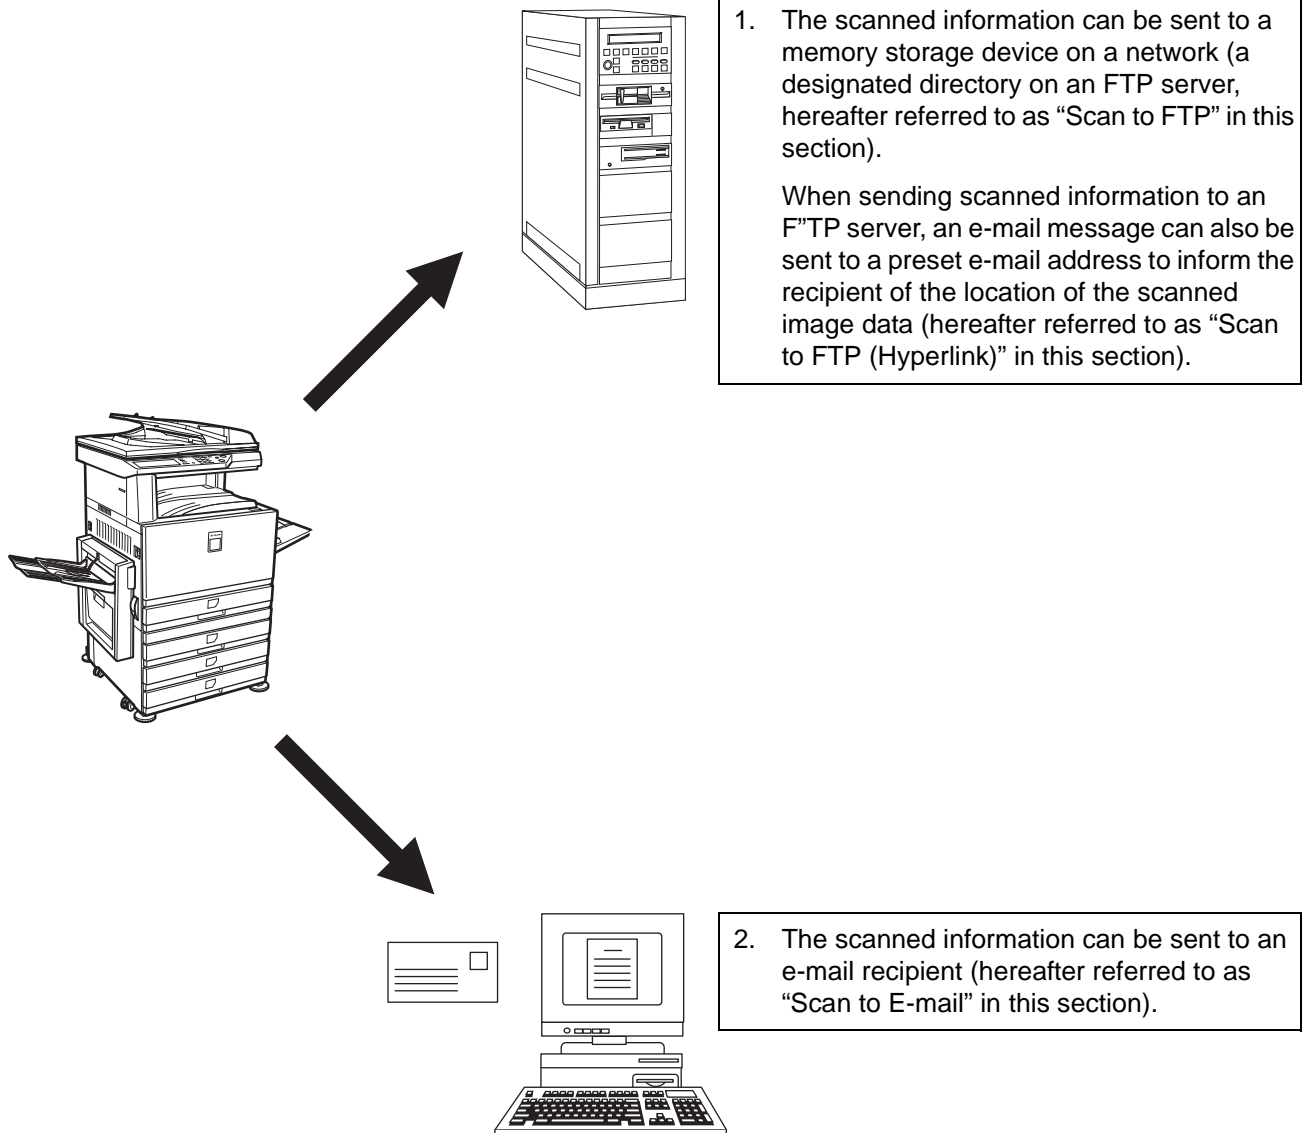 1. The scanned information can be sent to a
memory storage device on a network (a
designated directory on an FTP server,
hereafter referred to as “Scan to FTP” in this
section).
When sending scanned information to an
F”TP server, an e-mail message can also be
sent to a preset e-mail address to inform the
recipient of the location of the scanned
image data (hereafter referred to as “Scan
to FTP (Hyperlink)” in this section).
2. The scanned information can be sent to an
e-mail recipient (hereafter referred to as
“Scan to E-mail” in this section).